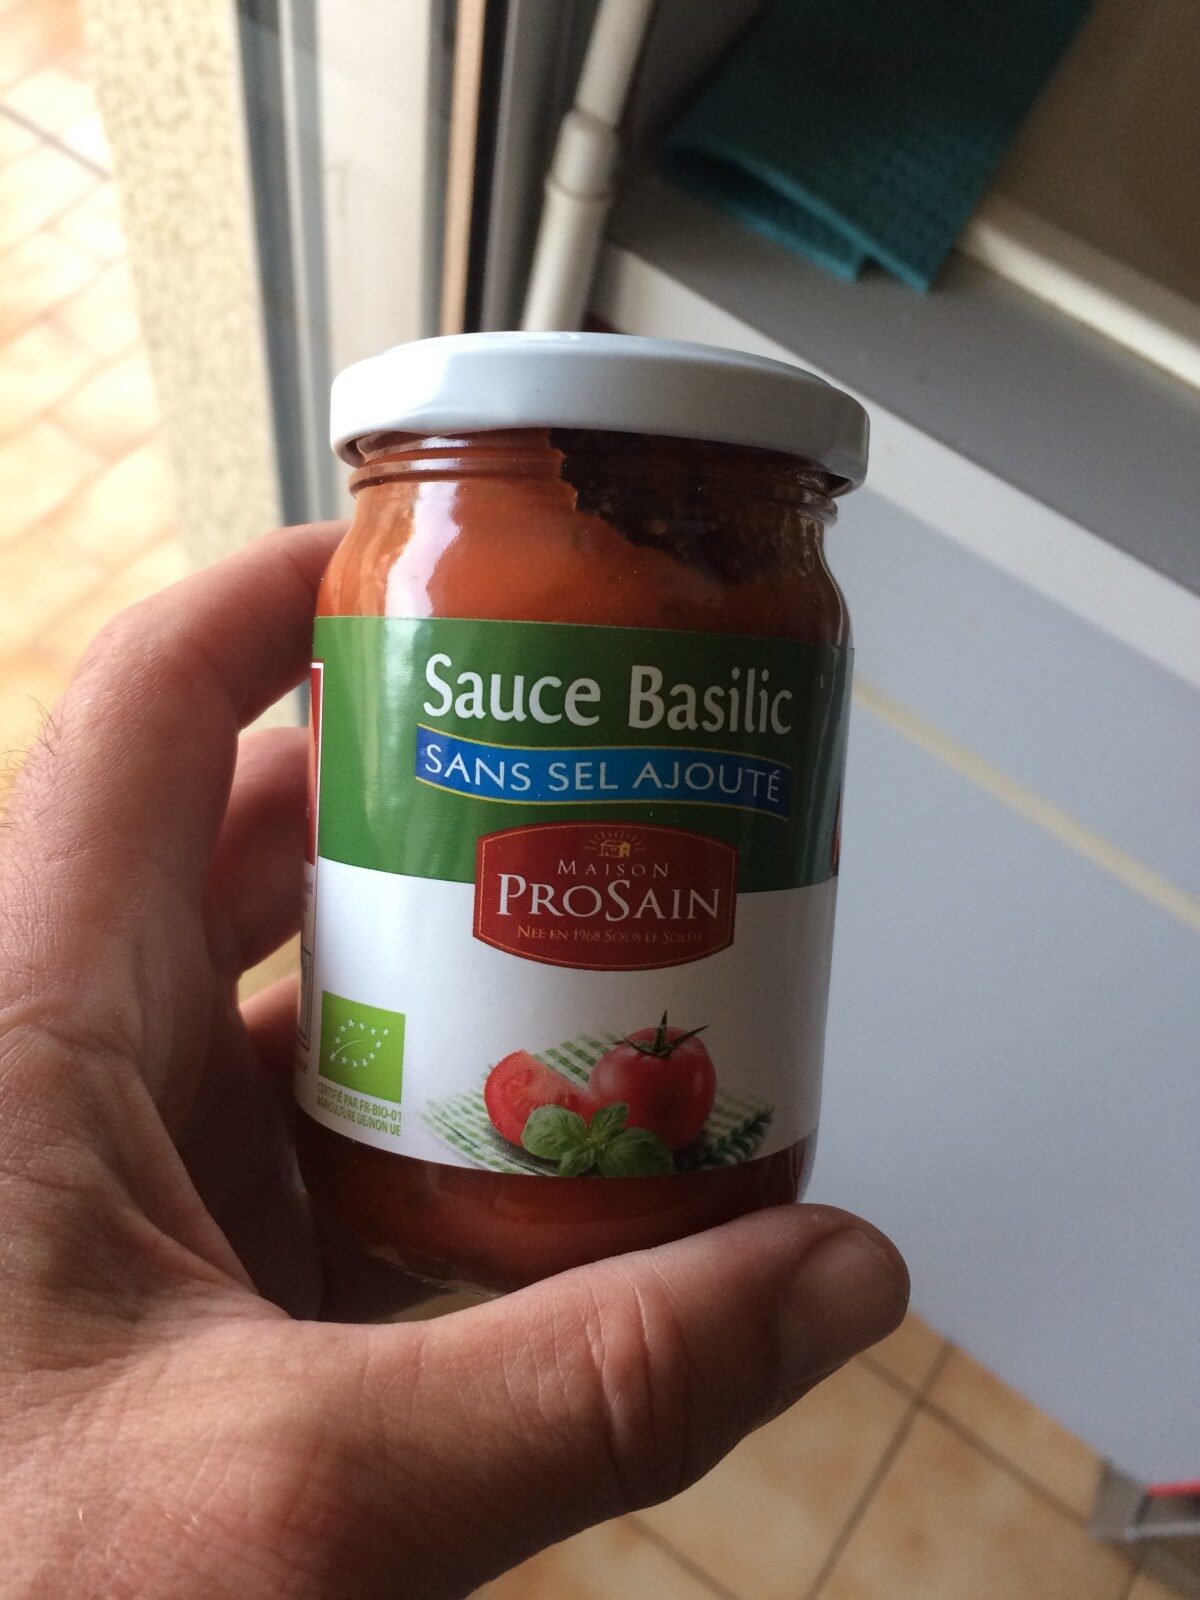 Sauce Basilic
SANS SEL AJOUTÉ
MAISON
PROSAIN
NÉE EN 1968 SOUS LE SOLEIL
CERTIFIÉ PAR FR-BIO-01
AGRICULTURE UE/NON UE